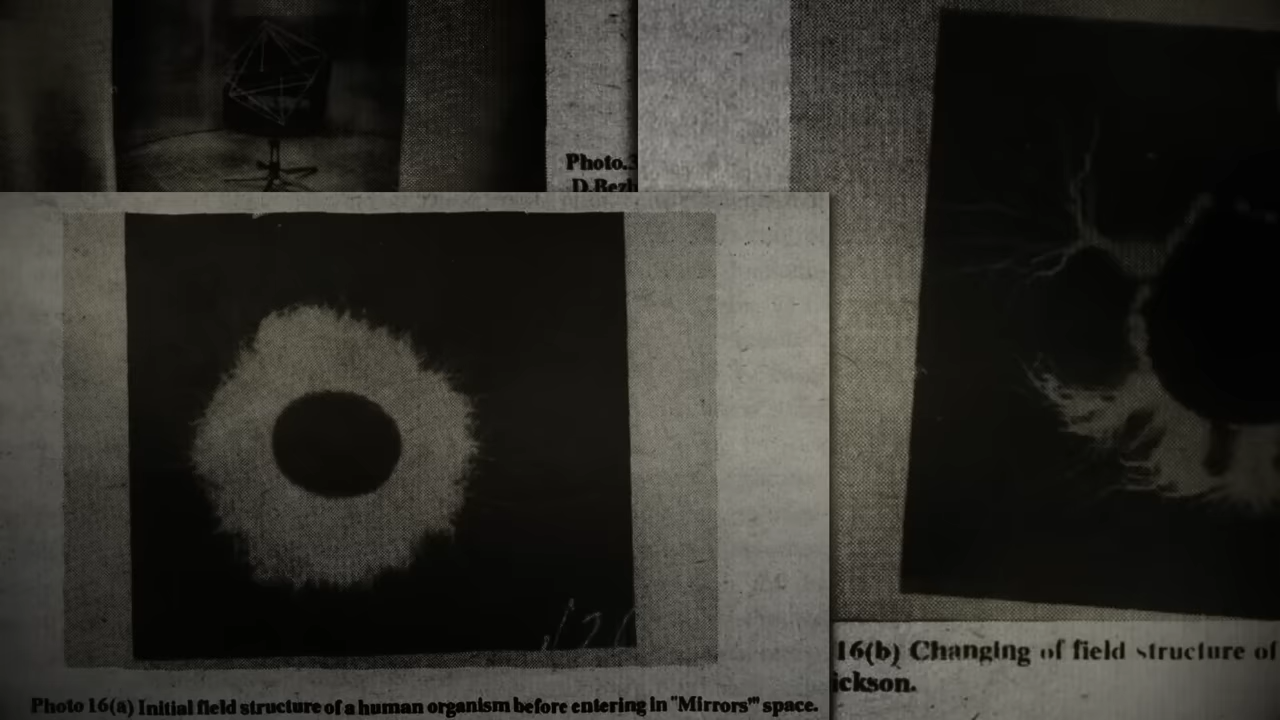 Photo.3
D.Bezh
Photo 16(a) Initial field structure of a human organism before entering in "Mirrors'" space.
16(b) Changing of field structure of
ickson.